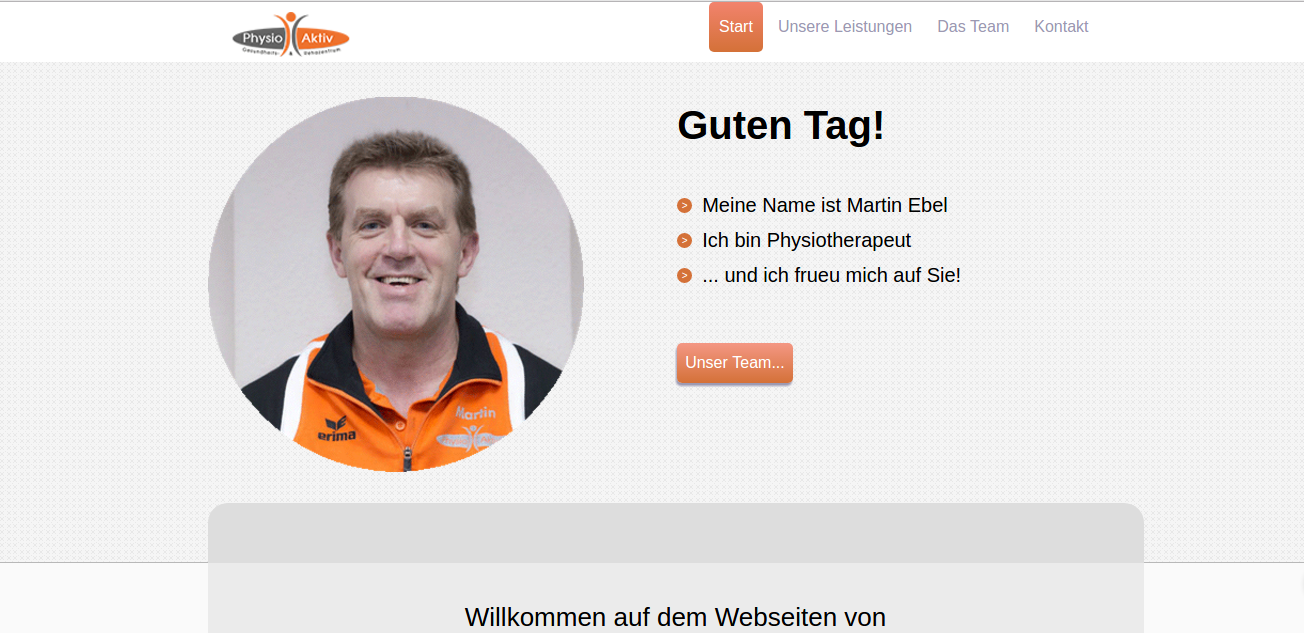 Physio Aktiv
Gesundheits- & Rehazentrum
Start
Unsere Leistungen
Das Team
Kontakt
Guten Tag!
> Meine Name ist Martin Ebel
> Ich bin Physiotherapeut
> ... und ich frueu mich auf Sie!
Unser Team...
Martin
erima
Willkommen auf dem Webseiten von